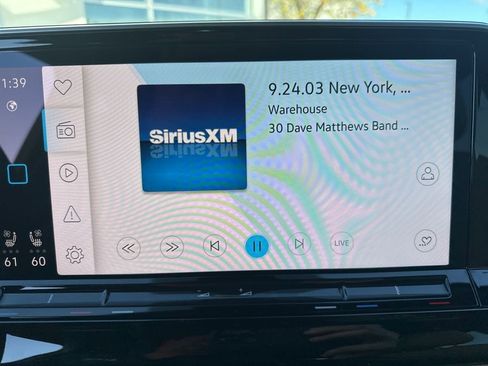 1:39
9.24.03 New York, ...
Warehouse
SiriusXM
30 Dave Matthews Band ...
LIVE
61 60